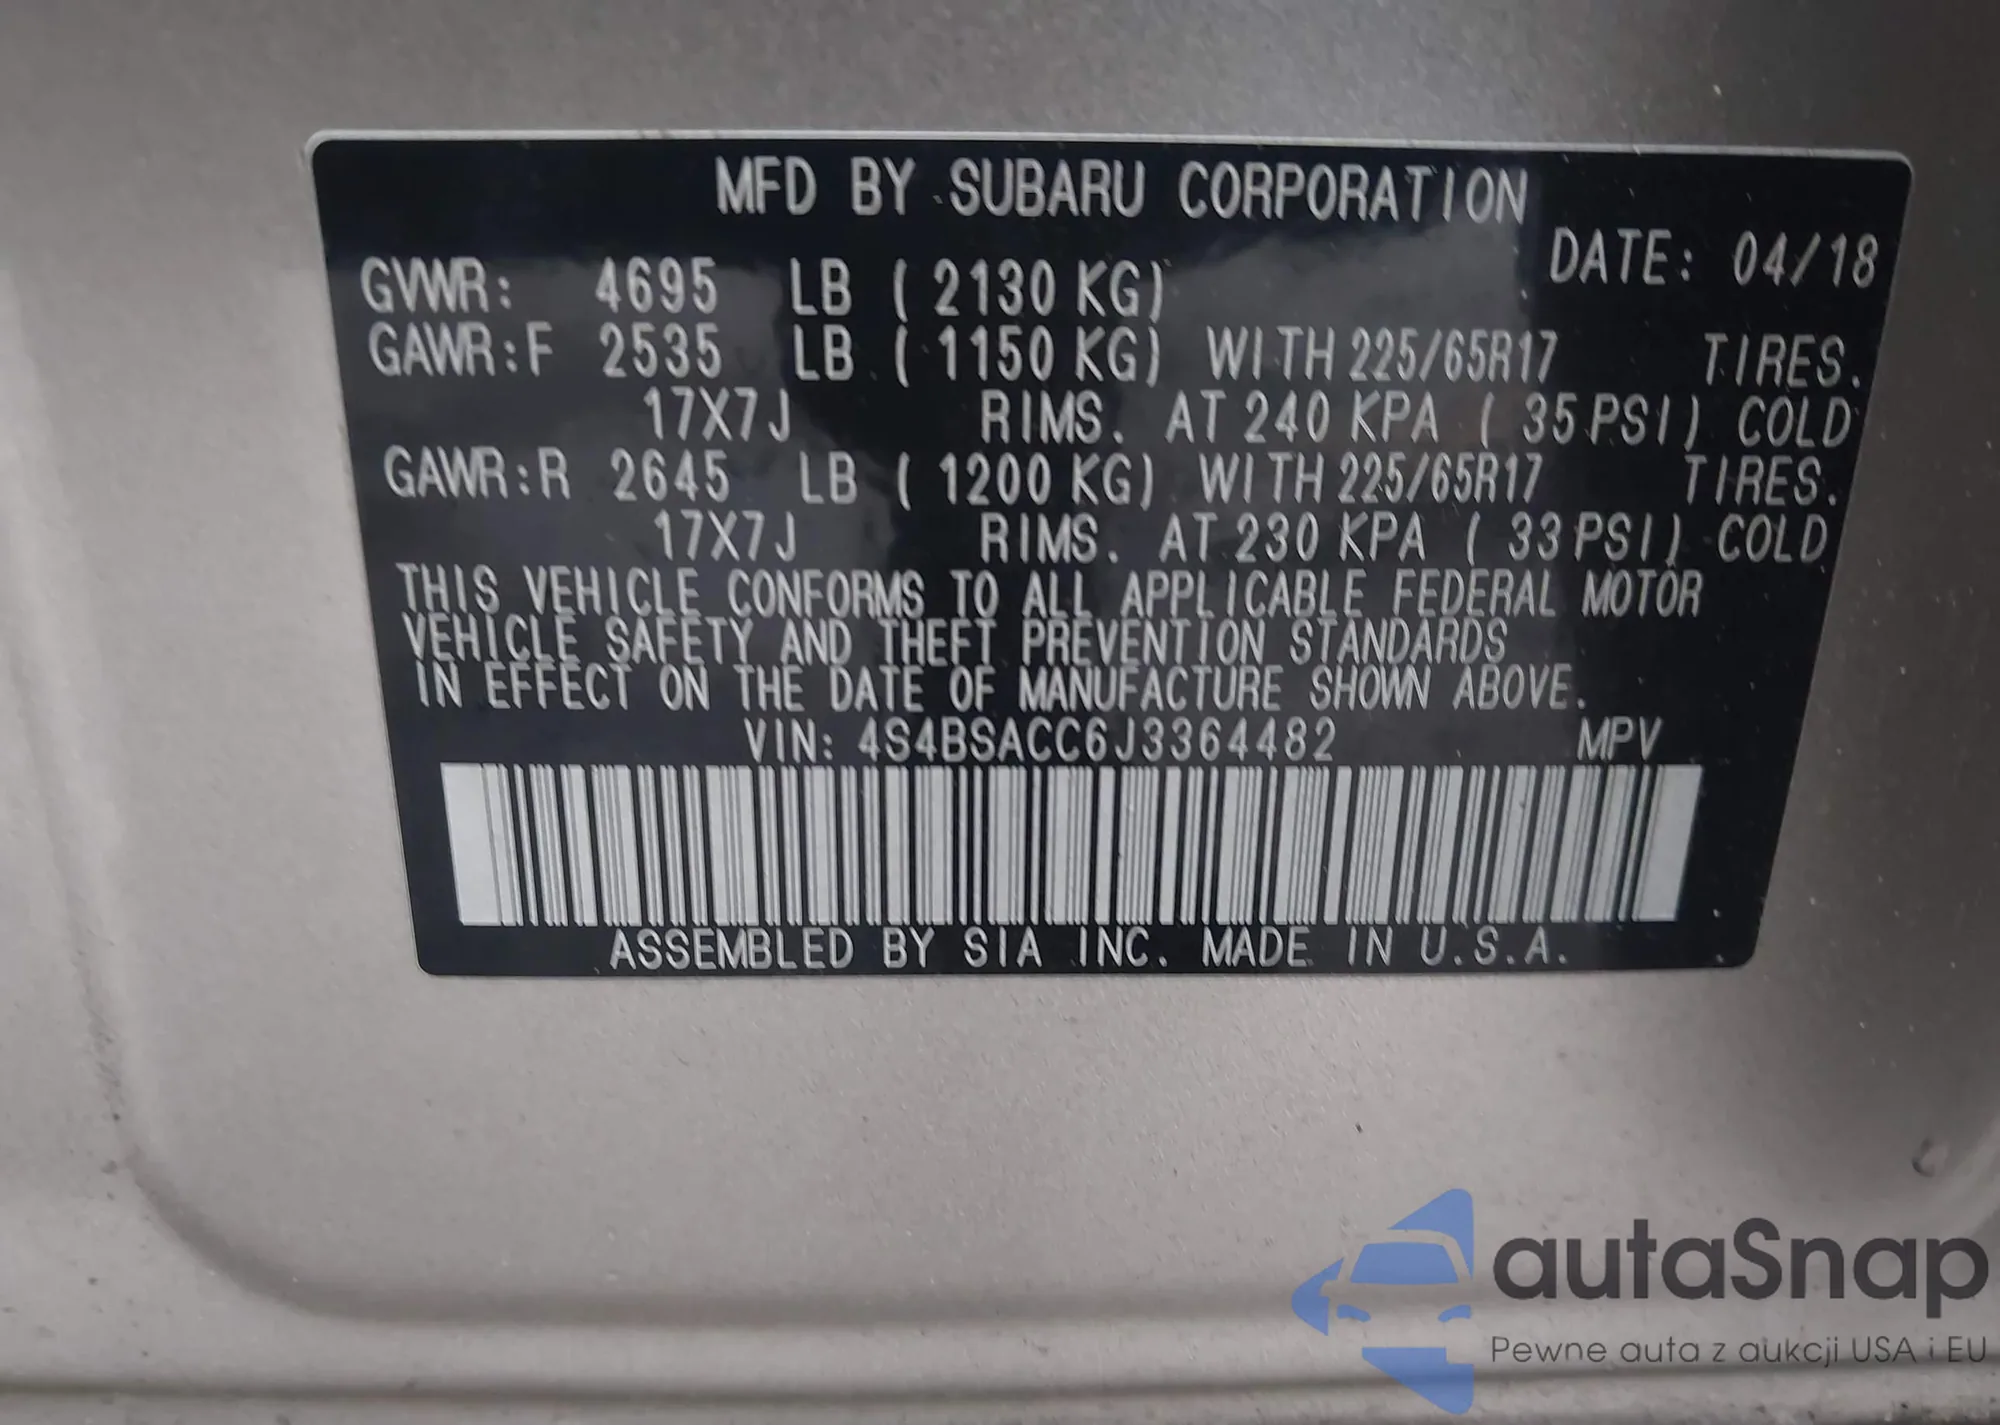 MFD BY SUBARU CORPORATION
DATE: 04/18
GVWR: 4695 LB ( 2130 KG)
GAWR:F 2535 LB ( 1150 KG) WITH 225/65R17 TIRES.
17X7J RIMS. AT 240 KPA ( 35 PSI) COLD
GAWR:R 2645 LB ( 1200 KG) WITH 225/65R17 TIRES.
17X7J RIMS. AT 230 KPA ( 33 PSI) COLD
THIS VEHICLE CONFORMS TO ALL APPLICABLE FEDERAL MOTOR
VEHICLE SAFETY AND THEFT PREVENTION STANDARDS
IN EFFECT ON THE DATE OF MANUFACTURE SHOWN ABOVE.
VIN: 4S4BSACC6J3364482 MPV
ASSEMBLED BY SIA INC. MADE IN U.S.A.
autaSnap
Pewne auta z aukcji USA i EU